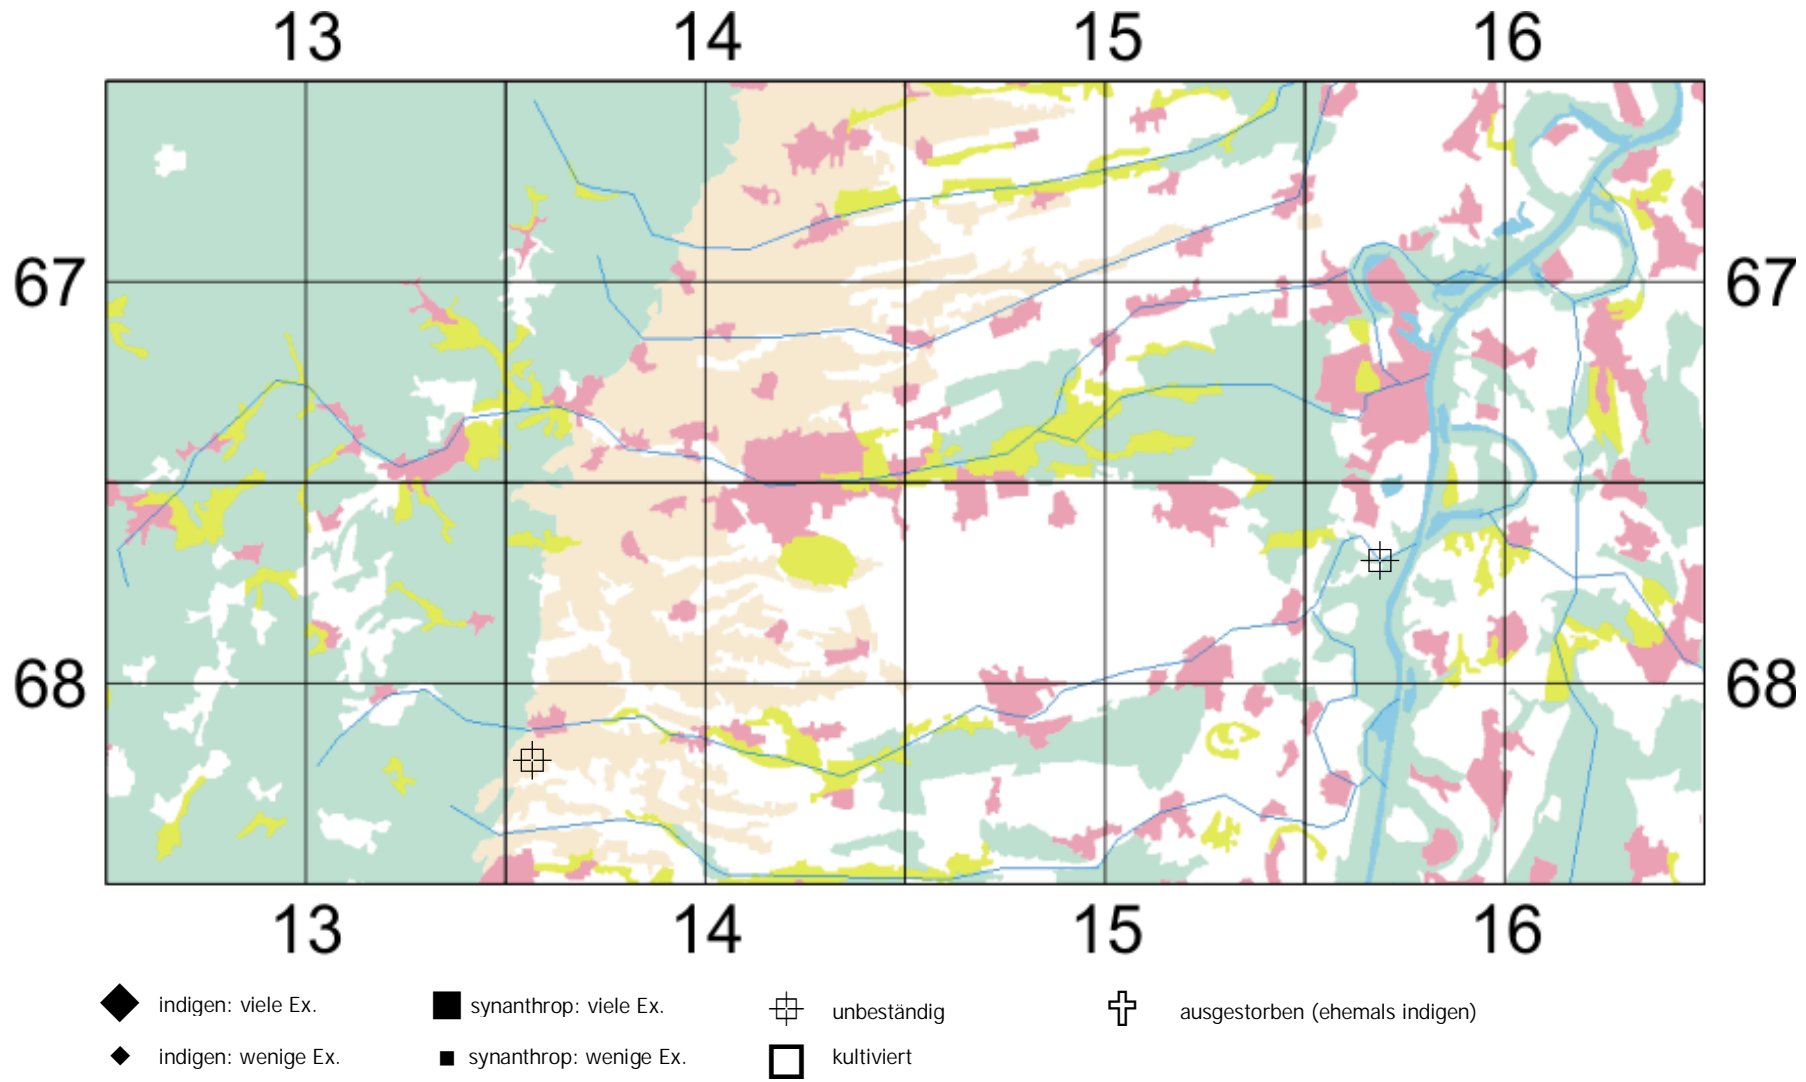 13 14 15 16
67 67
68 68
13 14 15 16
indigen: viele Ex. synanthrop: viele Ex. unbeständig ausgestorben (ehemals indigen)
indigen: wenige Ex. synanthrop: wenige Ex. kultiviert